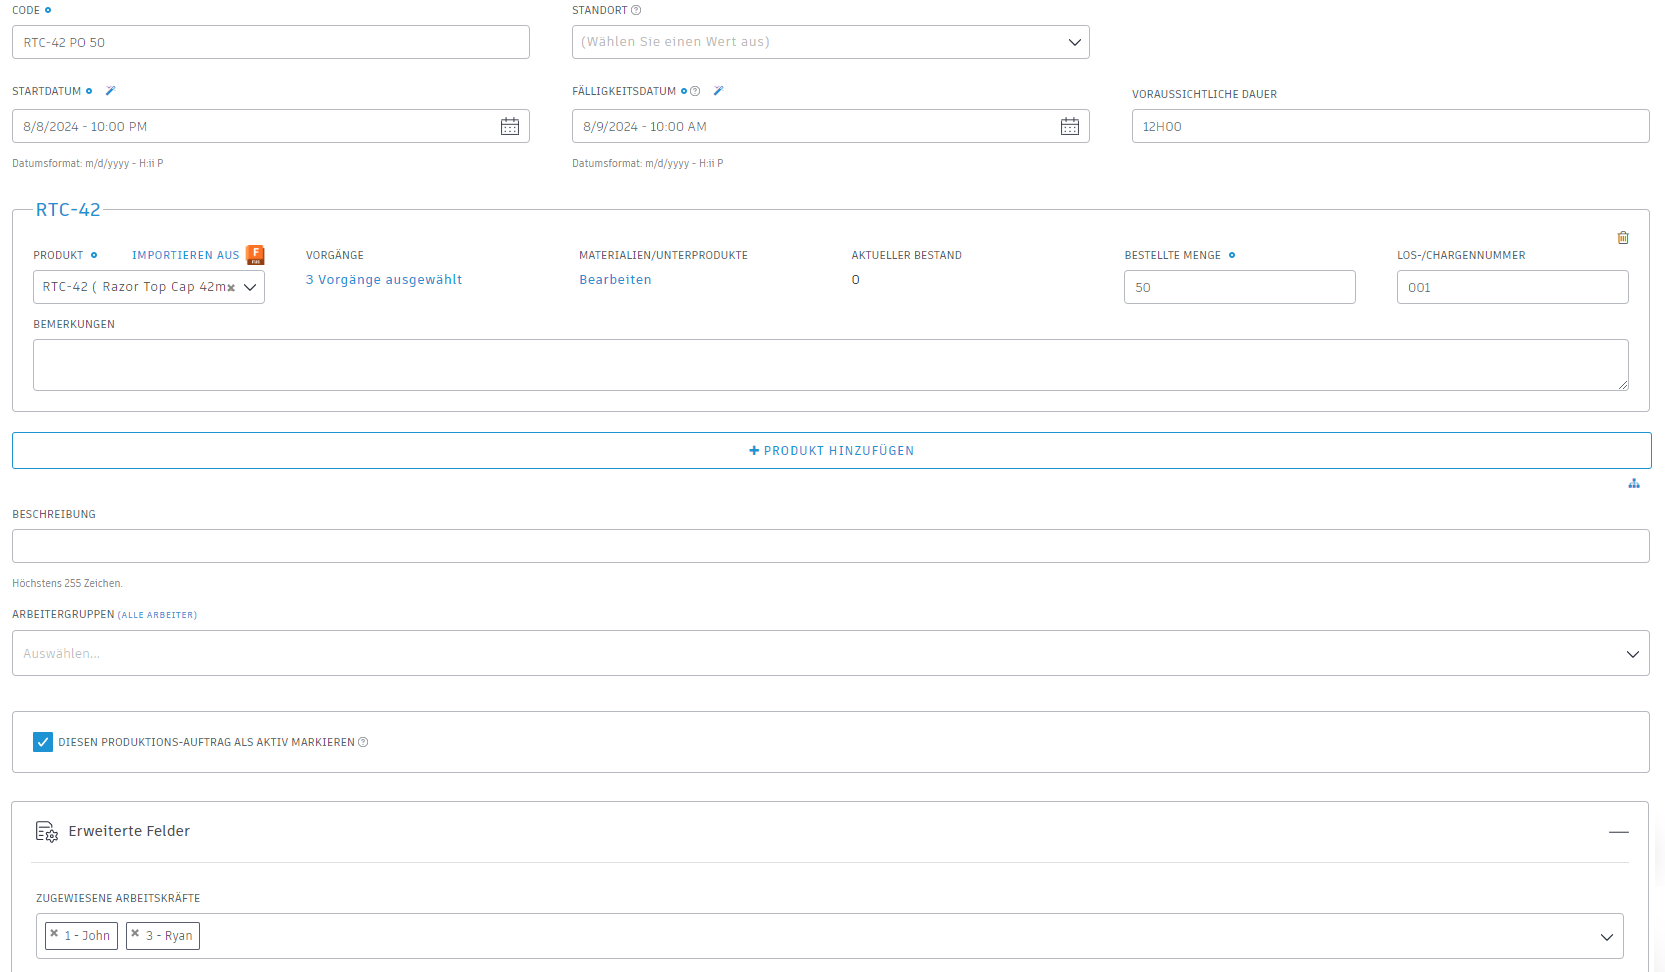 CODE
RTC-42 PO 50
STANDORT
(Wählen Sie einen Wert aus)
STARTDATUM
8/8/2024 - 10:00 PM
Datumsformat: m/d/yyyy - H:ii P
FÄLLIGKEITSDATUM
8/9/2024 - 10:00 AM
Datumsformat: m/d/yyyy - H:ii P
VORAUSSICHTLICHE DAUER
12H00
RTC-42
PRODUKT
IMPORTIEREN AUS
RTC-42 ( Razor Top Cap 42m
VORGÄNGE
3 Vorgänge ausgewählt
MATERIALIEN/UNTERPRODUKTE
Bearbeiten
AKTUELLER BESTAND
0
BESTELLTE MENGE
50
LOS-/CHARGENNUMMER
001
BEMERKUNGEN
PRODUKT HINZUFÜGEN
BESCHREIBUNG
Höchstens 255 Zeichen.
ARBEITERGRUPPEN (ALLE ARBEITER)
Auswählen...
DIESEN PRODUKTIONS-AUFTRAG ALS AKTIV MARKIEREN
Erweiterte Felder
ZUGEWIESENE ARBEITSKRÄFTE
1 - John
3 - Ryan